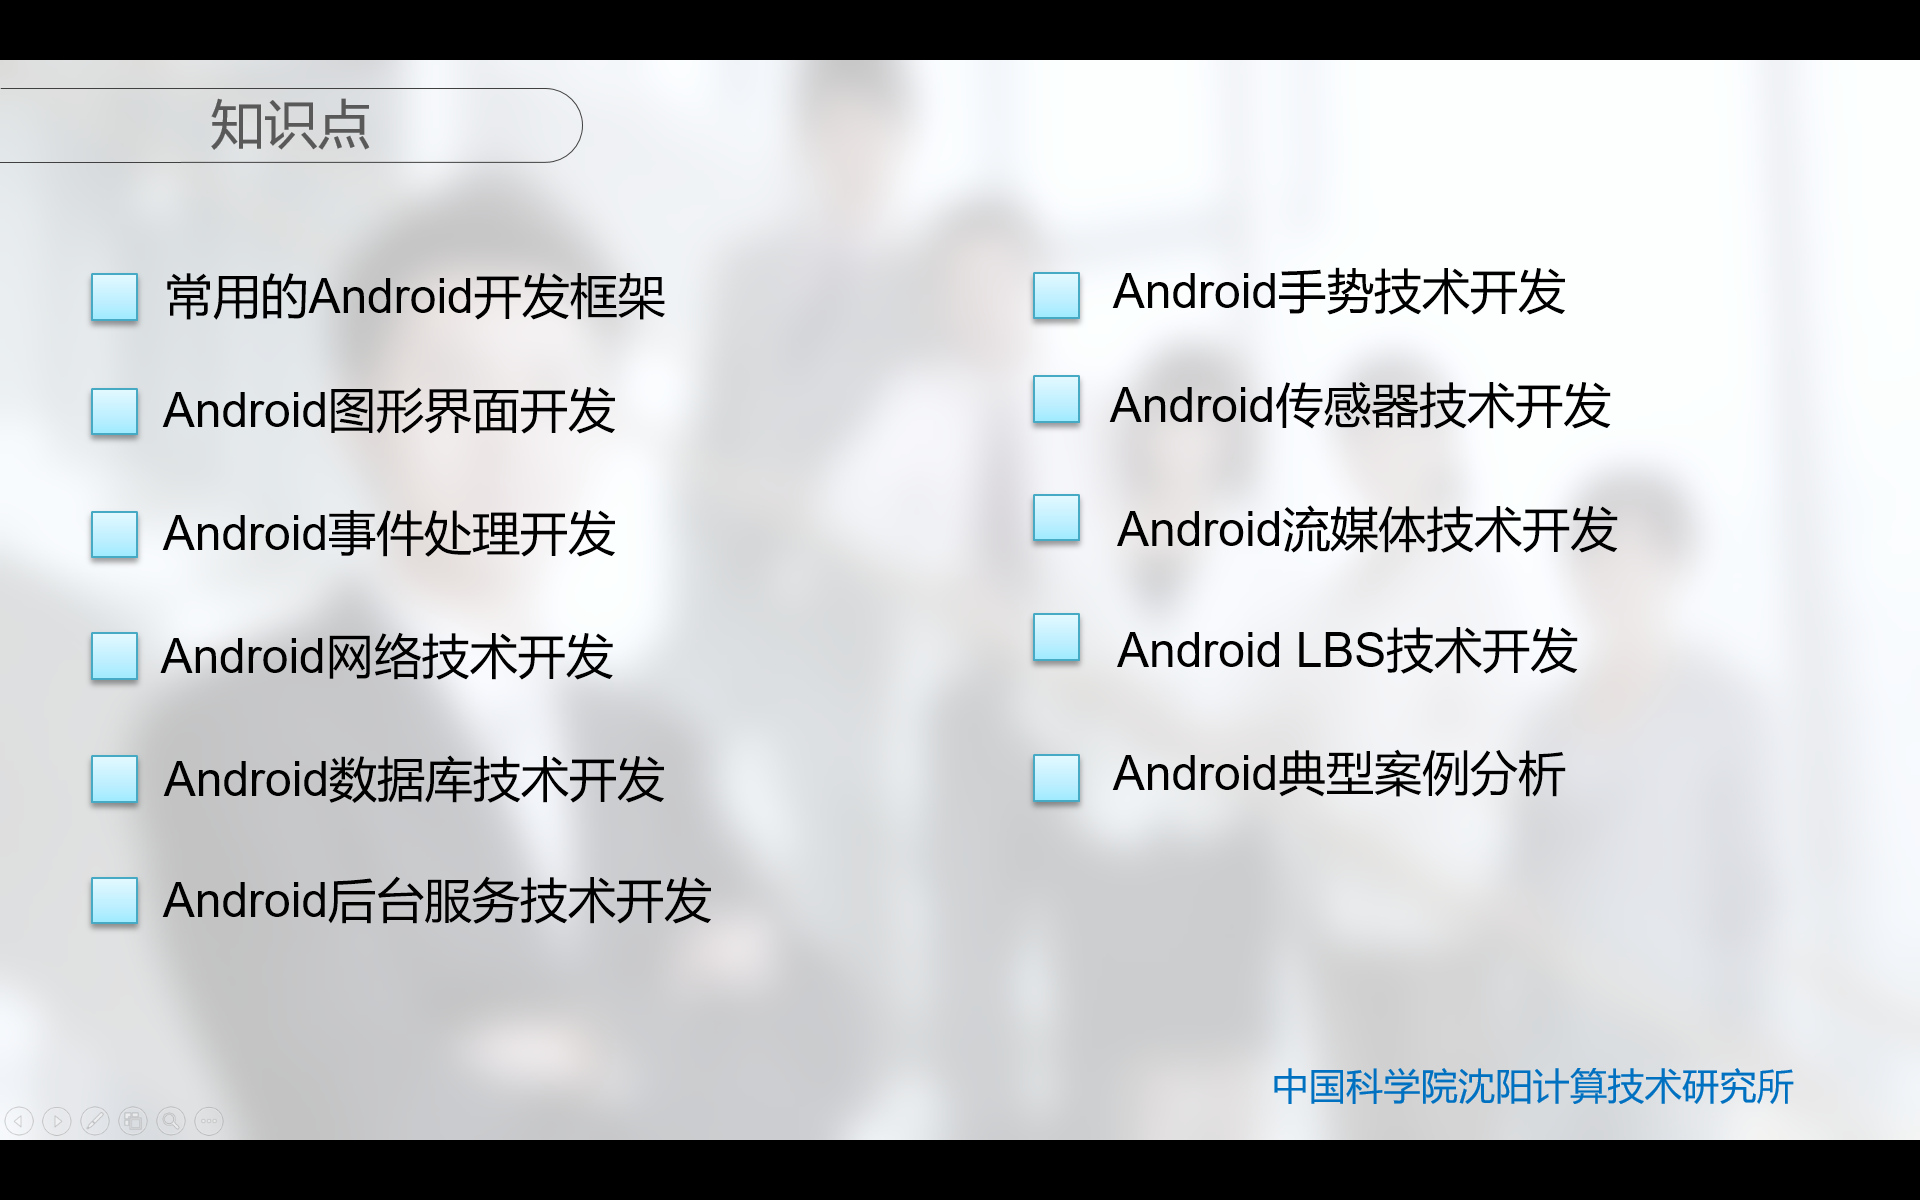 知识点
常用的Android开发框架
Android图形界面开发
Android事件处理开发
Android网络技术开发
Android数据库技术开发
Android后台服务技术开发
Android手势技术开发
Android传感器技术开发
Android流媒体技术开发
Android LBS技术开发
Android典型案例分析
中国科学院沈阳计算技术研究所